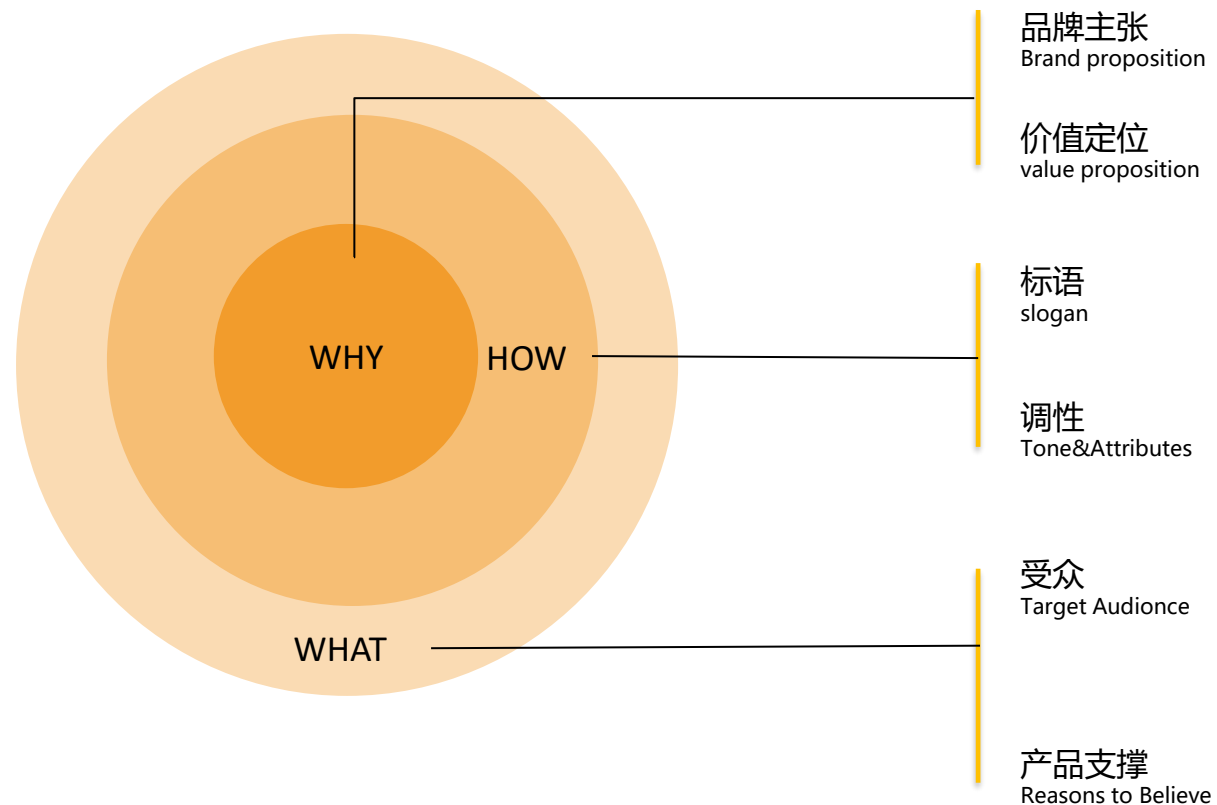 品牌主张
Brand proposition
价值定位
value proposition
标语
slogan
WHY
HOW
调性
Tone&Attributes
受众
Target Audionce
WHAT
产品支撑
Reasons to Believe